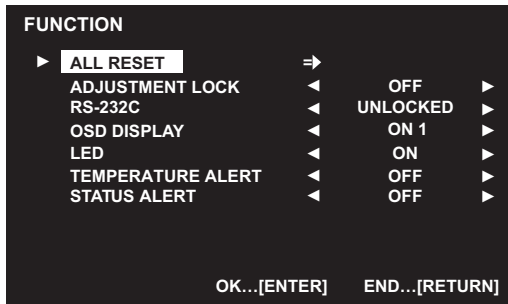 FUNCTION
► ALL RESET ⇒
ADJUSTMENT LOCK ◄ OFF ►
RS-232C ◄ UNLOCKED ►
OSD DISPLAY ◄ ON 1 ►
LED ◄ ON ►
TEMPERATURE ALERT ◄ OFF ►
STATUS ALERT ◄ OFF ►
OK…[ENTER] END…[RETURN]